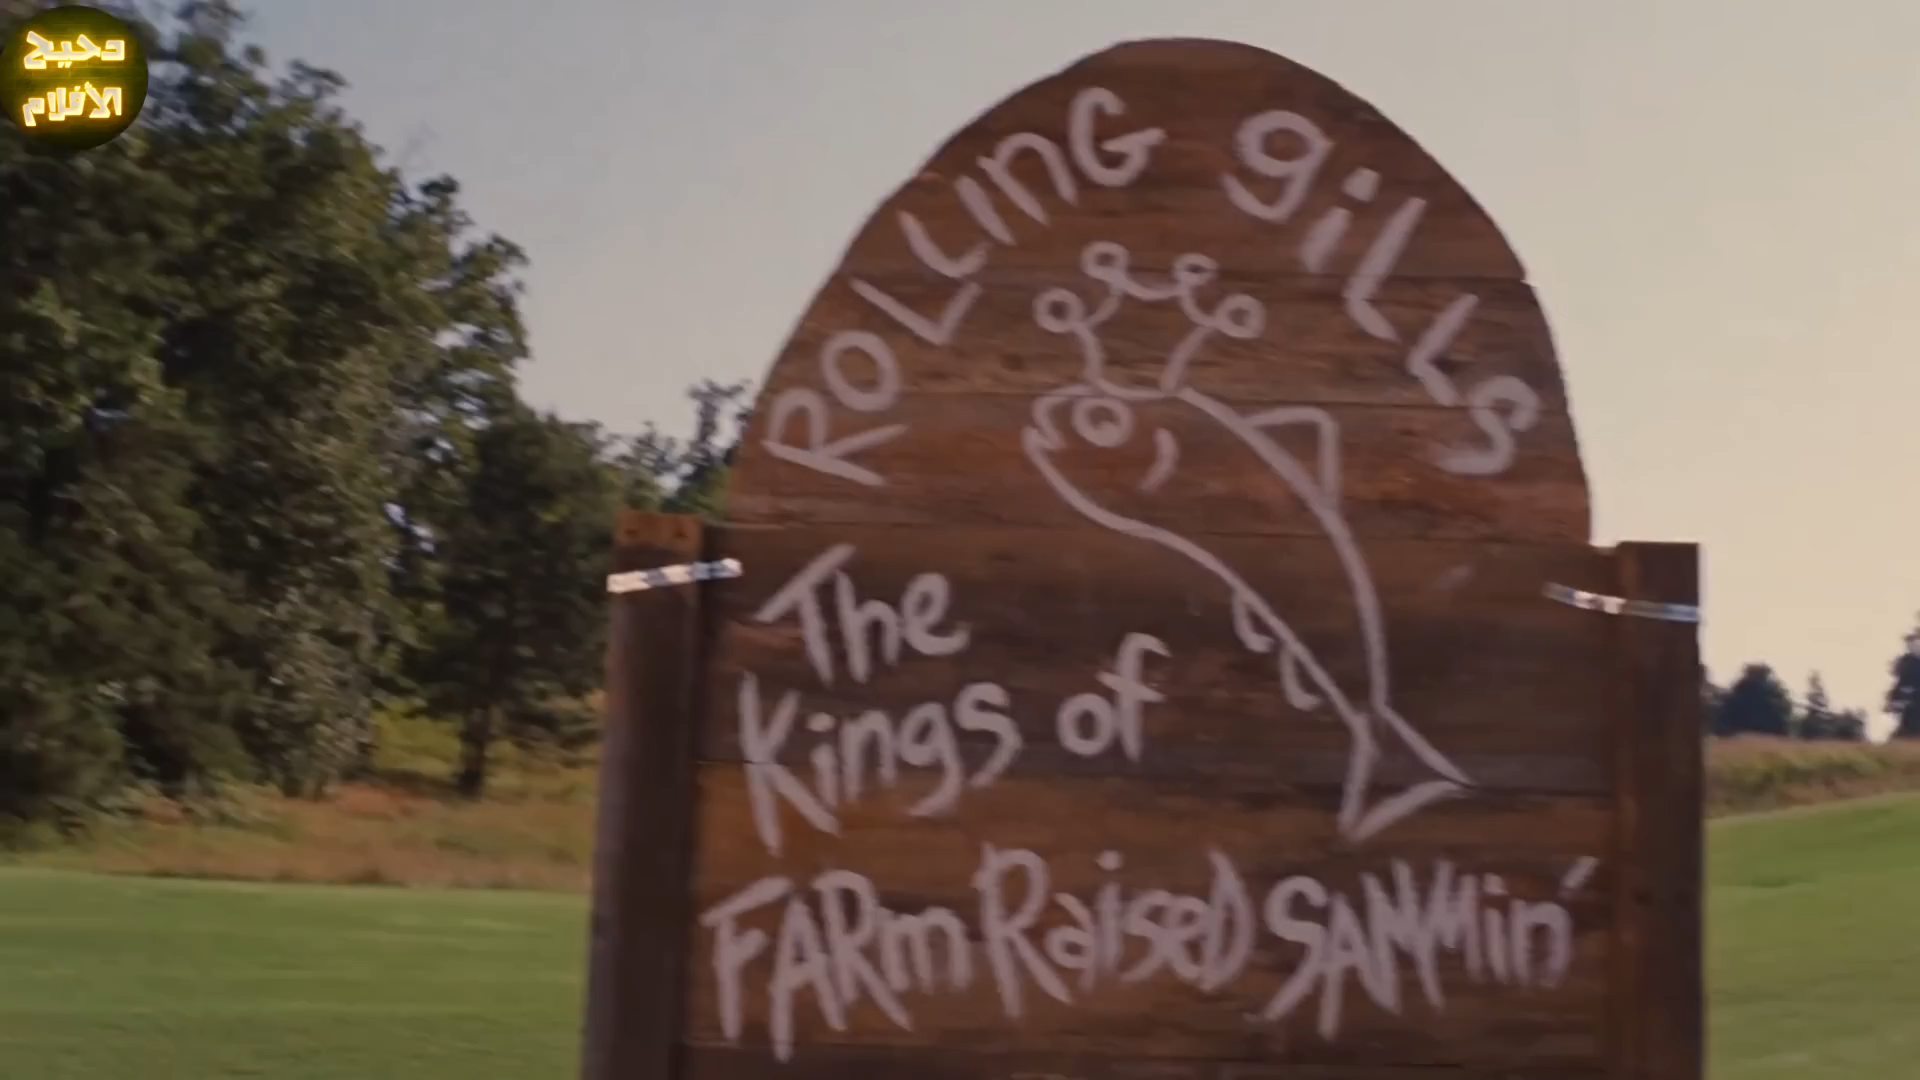 دحيح
الأفلام
ROLLING gills
The
Kings of
FARm RaiseD SAMMin'